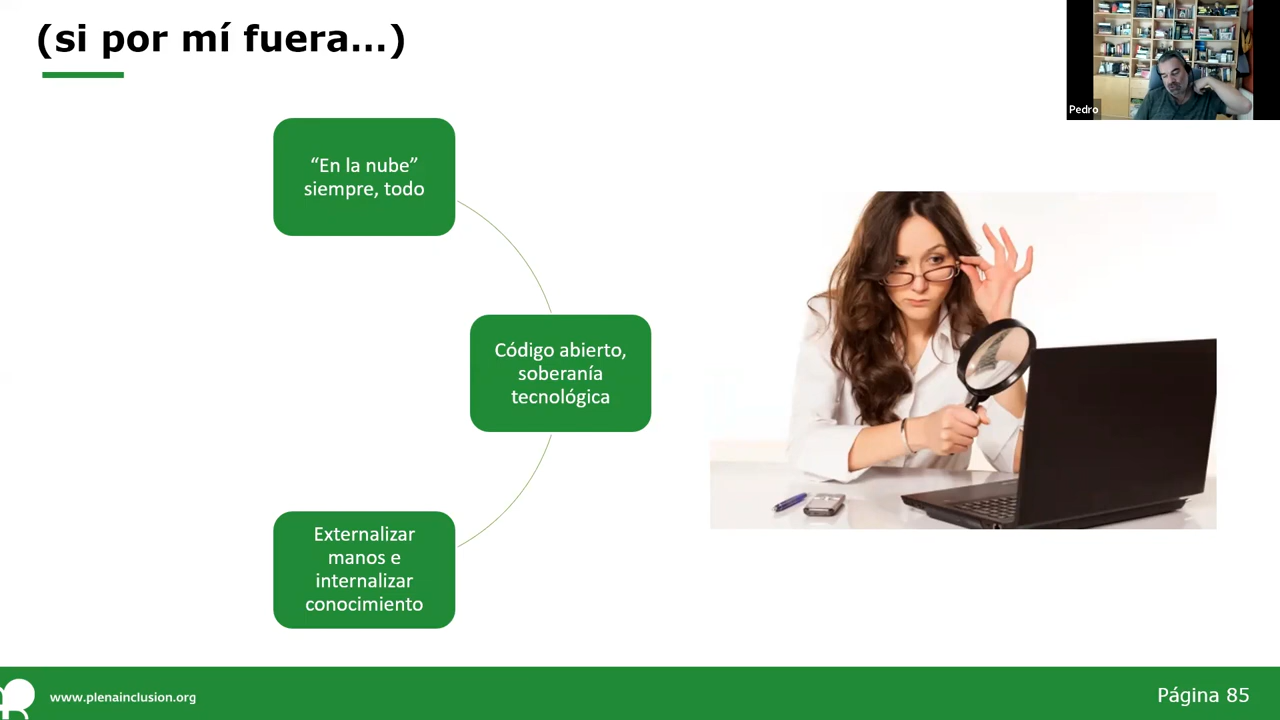 (si por mí fuera...)
Pedro
“En la nube”
siempre, todo
Código abierto,
soberanía
tecnológica
Externalizar
manos e
internalizar
conocimiento
www.plenainclusion.org
Página 85